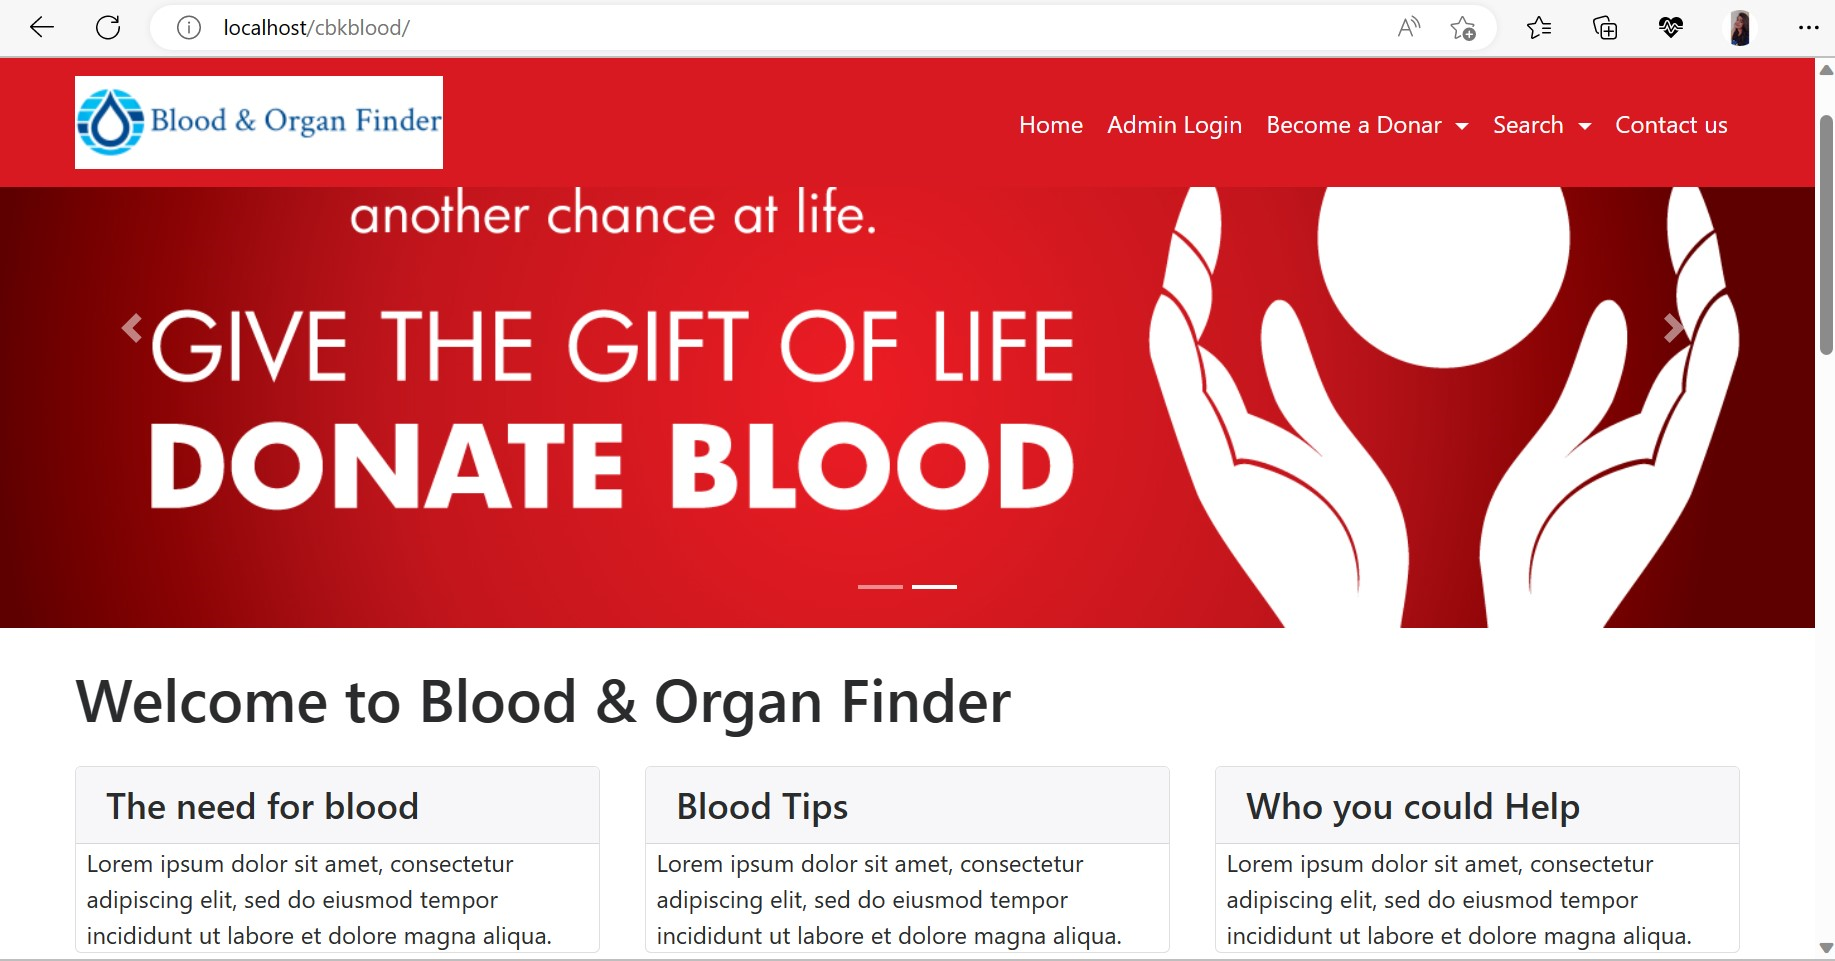 localhost/cbkblood/
Blood & Organ Finder
Home Admin Login Become a Donar Search Contact us
another chance at life.
GIVE THE GIFT OF LIFE
DONATE BLOOD
Welcome to Blood & Organ Finder
The need for blood
Lorem ipsum dolor sit amet, consectetur
adipiscing elit, sed do eiusmod tempor
incididunt ut labore et dolore magna aliqua.
Blood Tips
Lorem ipsum dolor sit amet, consectetur
adipiscing elit, sed do eiusmod tempor
incididunt ut labore et dolore magna aliqua.
Who you could Help
Lorem ipsum dolor sit amet, consectetur
adipiscing elit, sed do eiusmod tempor
incididunt ut labore et dolore magna aliqua.